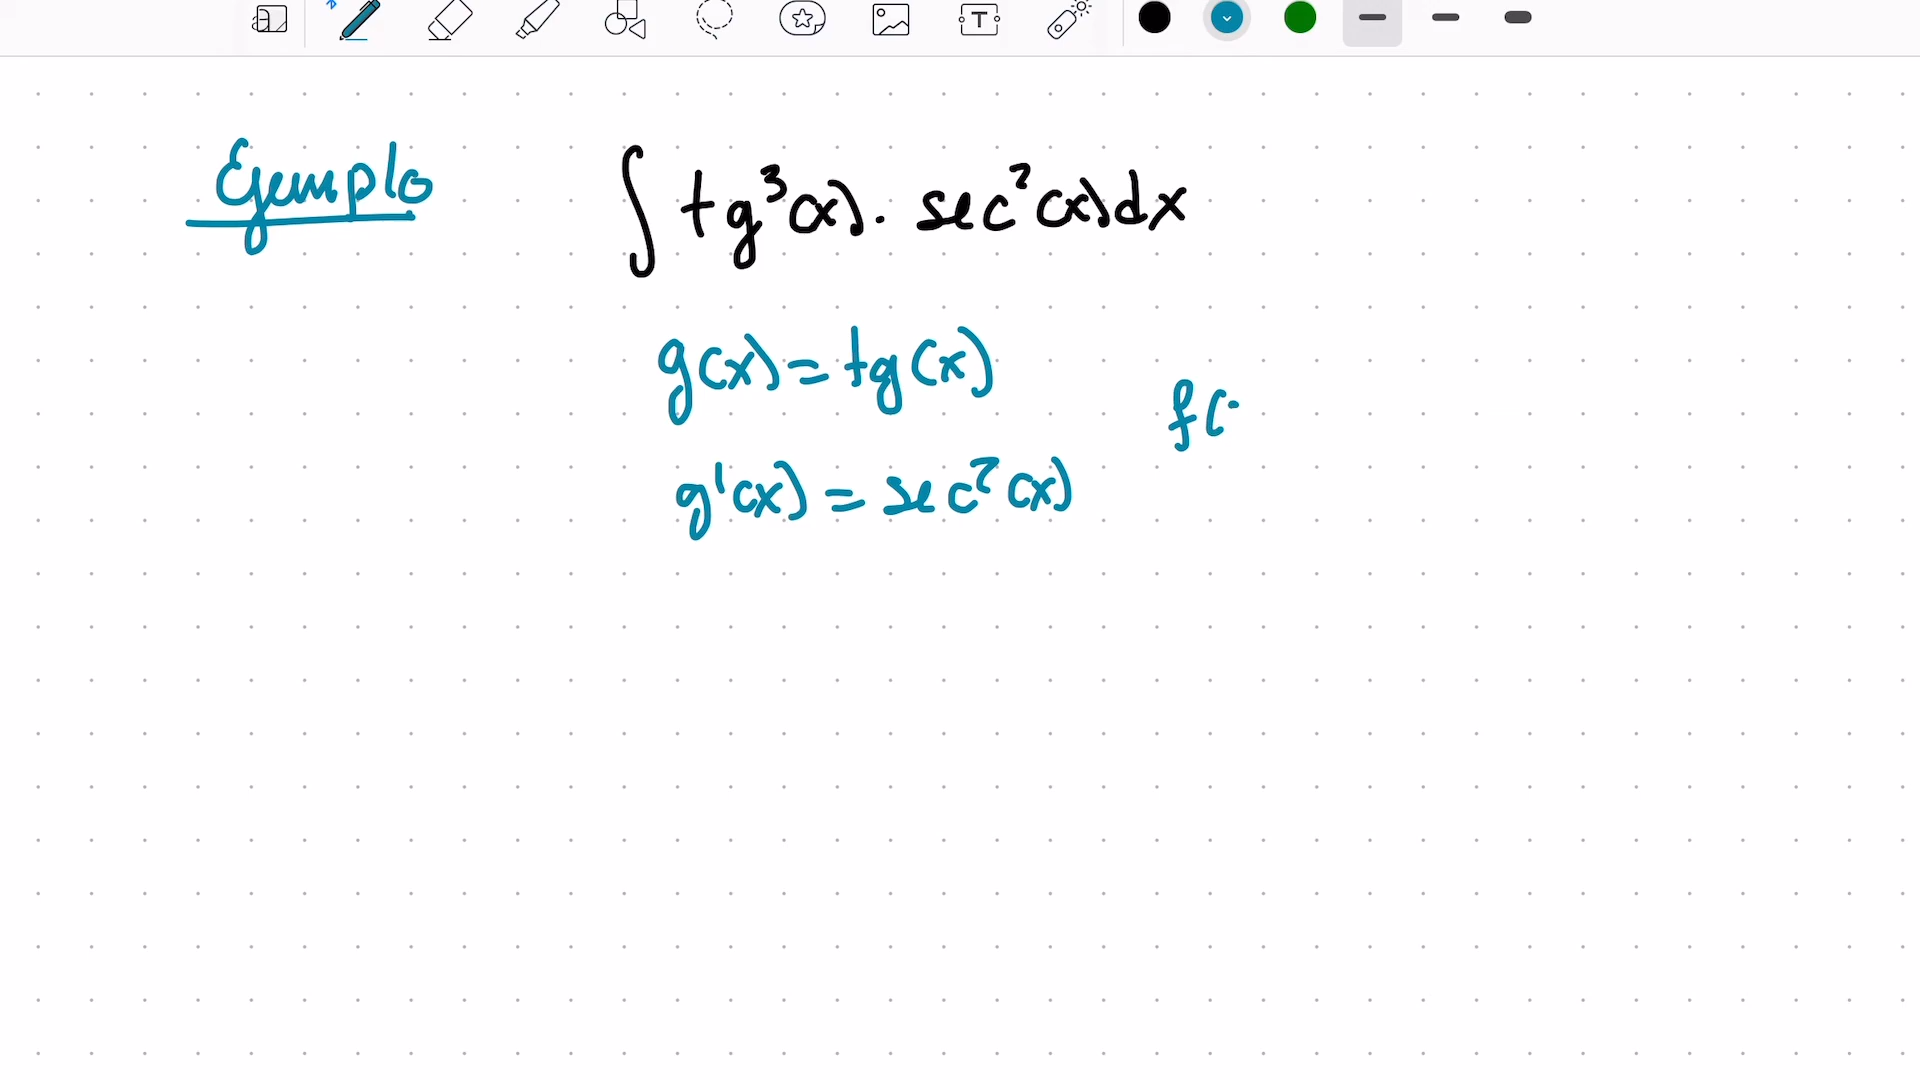 Ejemplo ∫ tg³(x). sec²(x)dx
g(x) = tg(x)
f(
g'(x) = sec²(x)